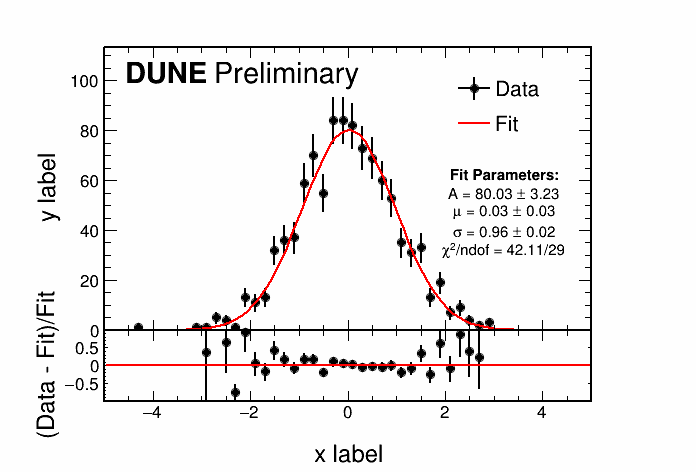 DUNE Preliminary
Data
Fit
Fit Parameters:
A = 80.03 ± 3.23
μ = 0.03 ± 0.03
σ = 0.96 ± 0.02
χ²/ndof = 42.11/29
y label
100
80
60
40
20
0
(Data - Fit)/Fit
0.5
0
−0.5
−4
−2
0
2
4
x label